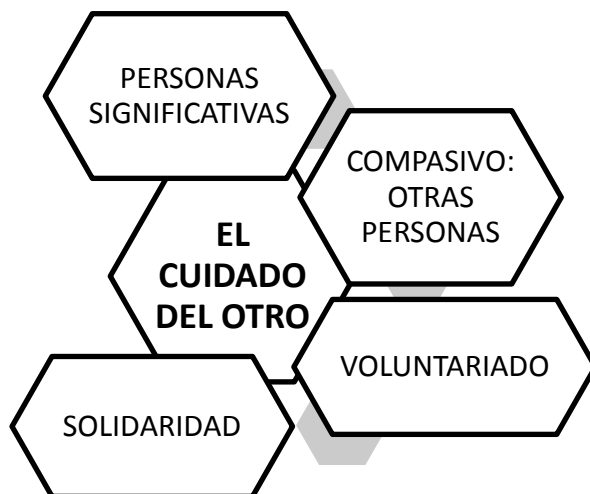 PERSONAS
SIGNIFICATIVAS
COMPASIVO:
OTRAS
PERSONAS
EL
CUIDADO
DEL OTRO
VOLUNTARIADO
SOLIDARIDAD